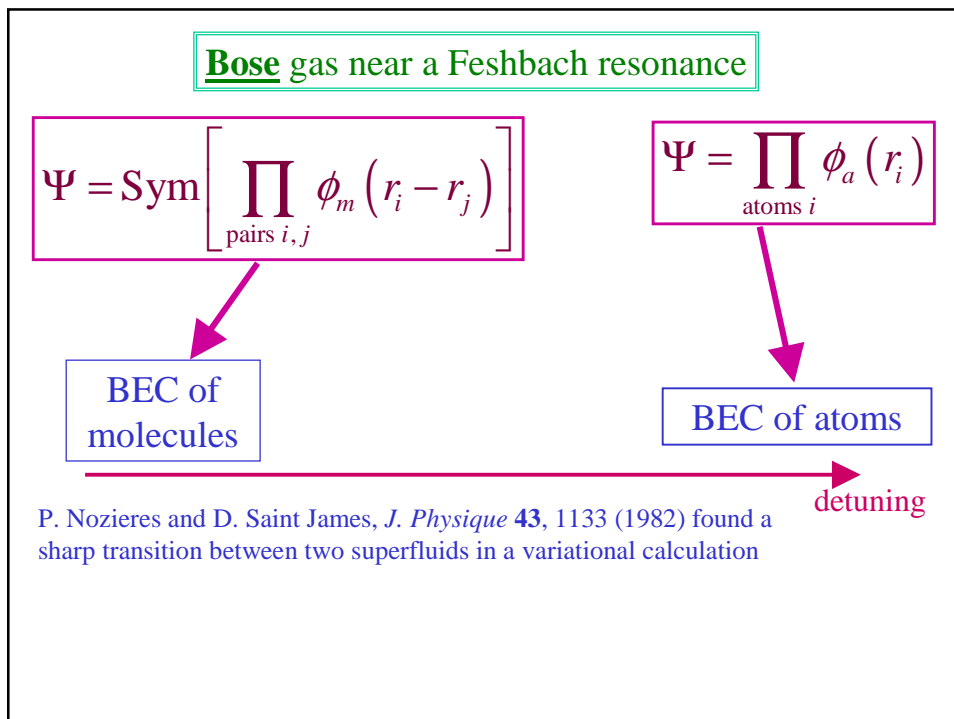 Bose gas near a Feshbach resonance
Ψ = Sym[ ∏_{pairs i, j} φ_m (r_i − r_j) ]
Ψ = ∏_{atoms i} φ_a (r_i)
BEC of
molecules
BEC of atoms
detuning
P. Nozieres and D. Saint James, J. Physique 43, 1133 (1982) found a
sharp transition between two superfluids in a variational calculation